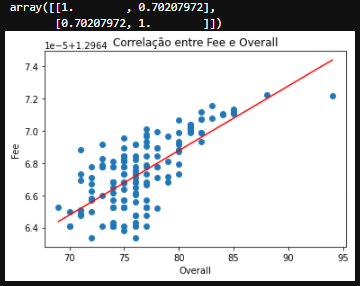 array([[1.        , 0.70207972],
[0.70207972, 1.        ]])
1e-5+1.2964
Correlação entre Fee e Overall
7.4
7.2
7.0
6.8
6.6
6.4
Fee
70
75
80
85
90
95
Overall